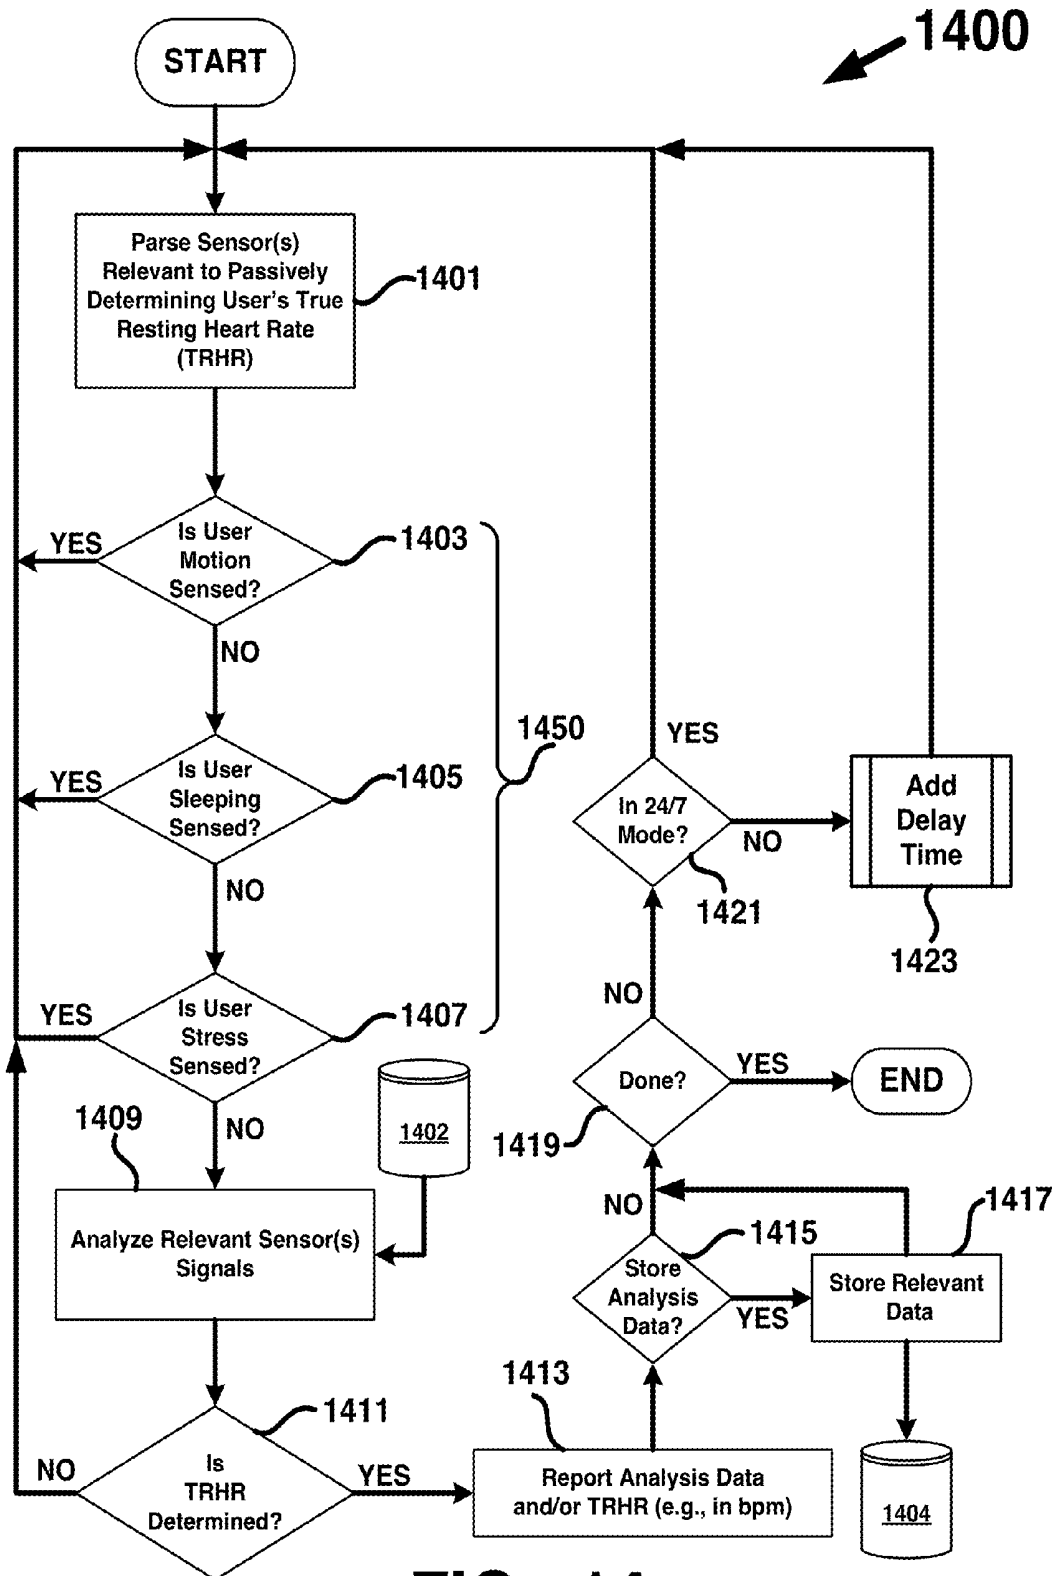 1400
START
Parse Sensor(s)
Relevant to Passively
Determining User's True
Resting Heart Rate
(TRHR)
1401
Is User
Motion
Sensed?
1403
YES
NO
Is User
Sleeping
Sensed?
1405
YES
NO
1450
Is User
Stress
Sensed?
1407
YES
NO
1402
1409
Analyze Relevant Sensor(s)
Signals
Is
TRHR
Determined?
1411
NO
YES
1413
Report Analysis Data
and/or TRHR (e.g., in bpm)
Store
Analysis
Data?
1415
YES
NO
1417
Store Relevant
Data
1404
Done?
1419
YES
END
NO
In 24/7
Mode?
1421
YES
NO
Add
Delay
Time
1423